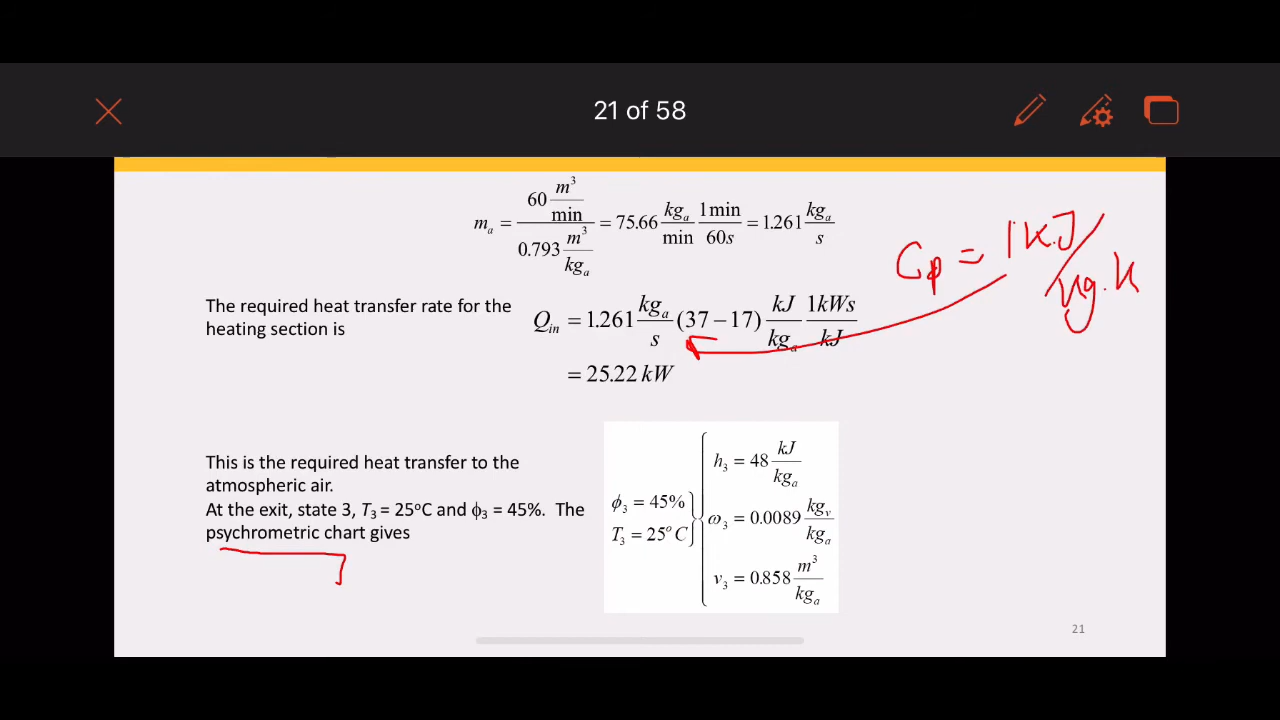 21 of 58
m_a = (60 m³/min) / (0.793 m³/kg_a) = 75.66 kg_a/min 1min/60s = 1.261 kg_a/s
C_p = 1 kJ/kg.K
The required heat transfer rate for the
heating section is
Q_in = 1.261 kg_a/s (37 − 17) kJ/kg_a 1kWs/kJ
= 25.22 kW
This is the required heat transfer to the
atmospheric air.
At the exit, state 3, T₃ = 25°C and ϕ₃ = 45%. The
psychrometric chart gives
ϕ₃ = 45%
T₃ = 25° C
h₃ = 48 kJ/kg_a
ω₃ = 0.0089 kg_v/kg_a
v₃ = 0.858 m³/kg_a
21